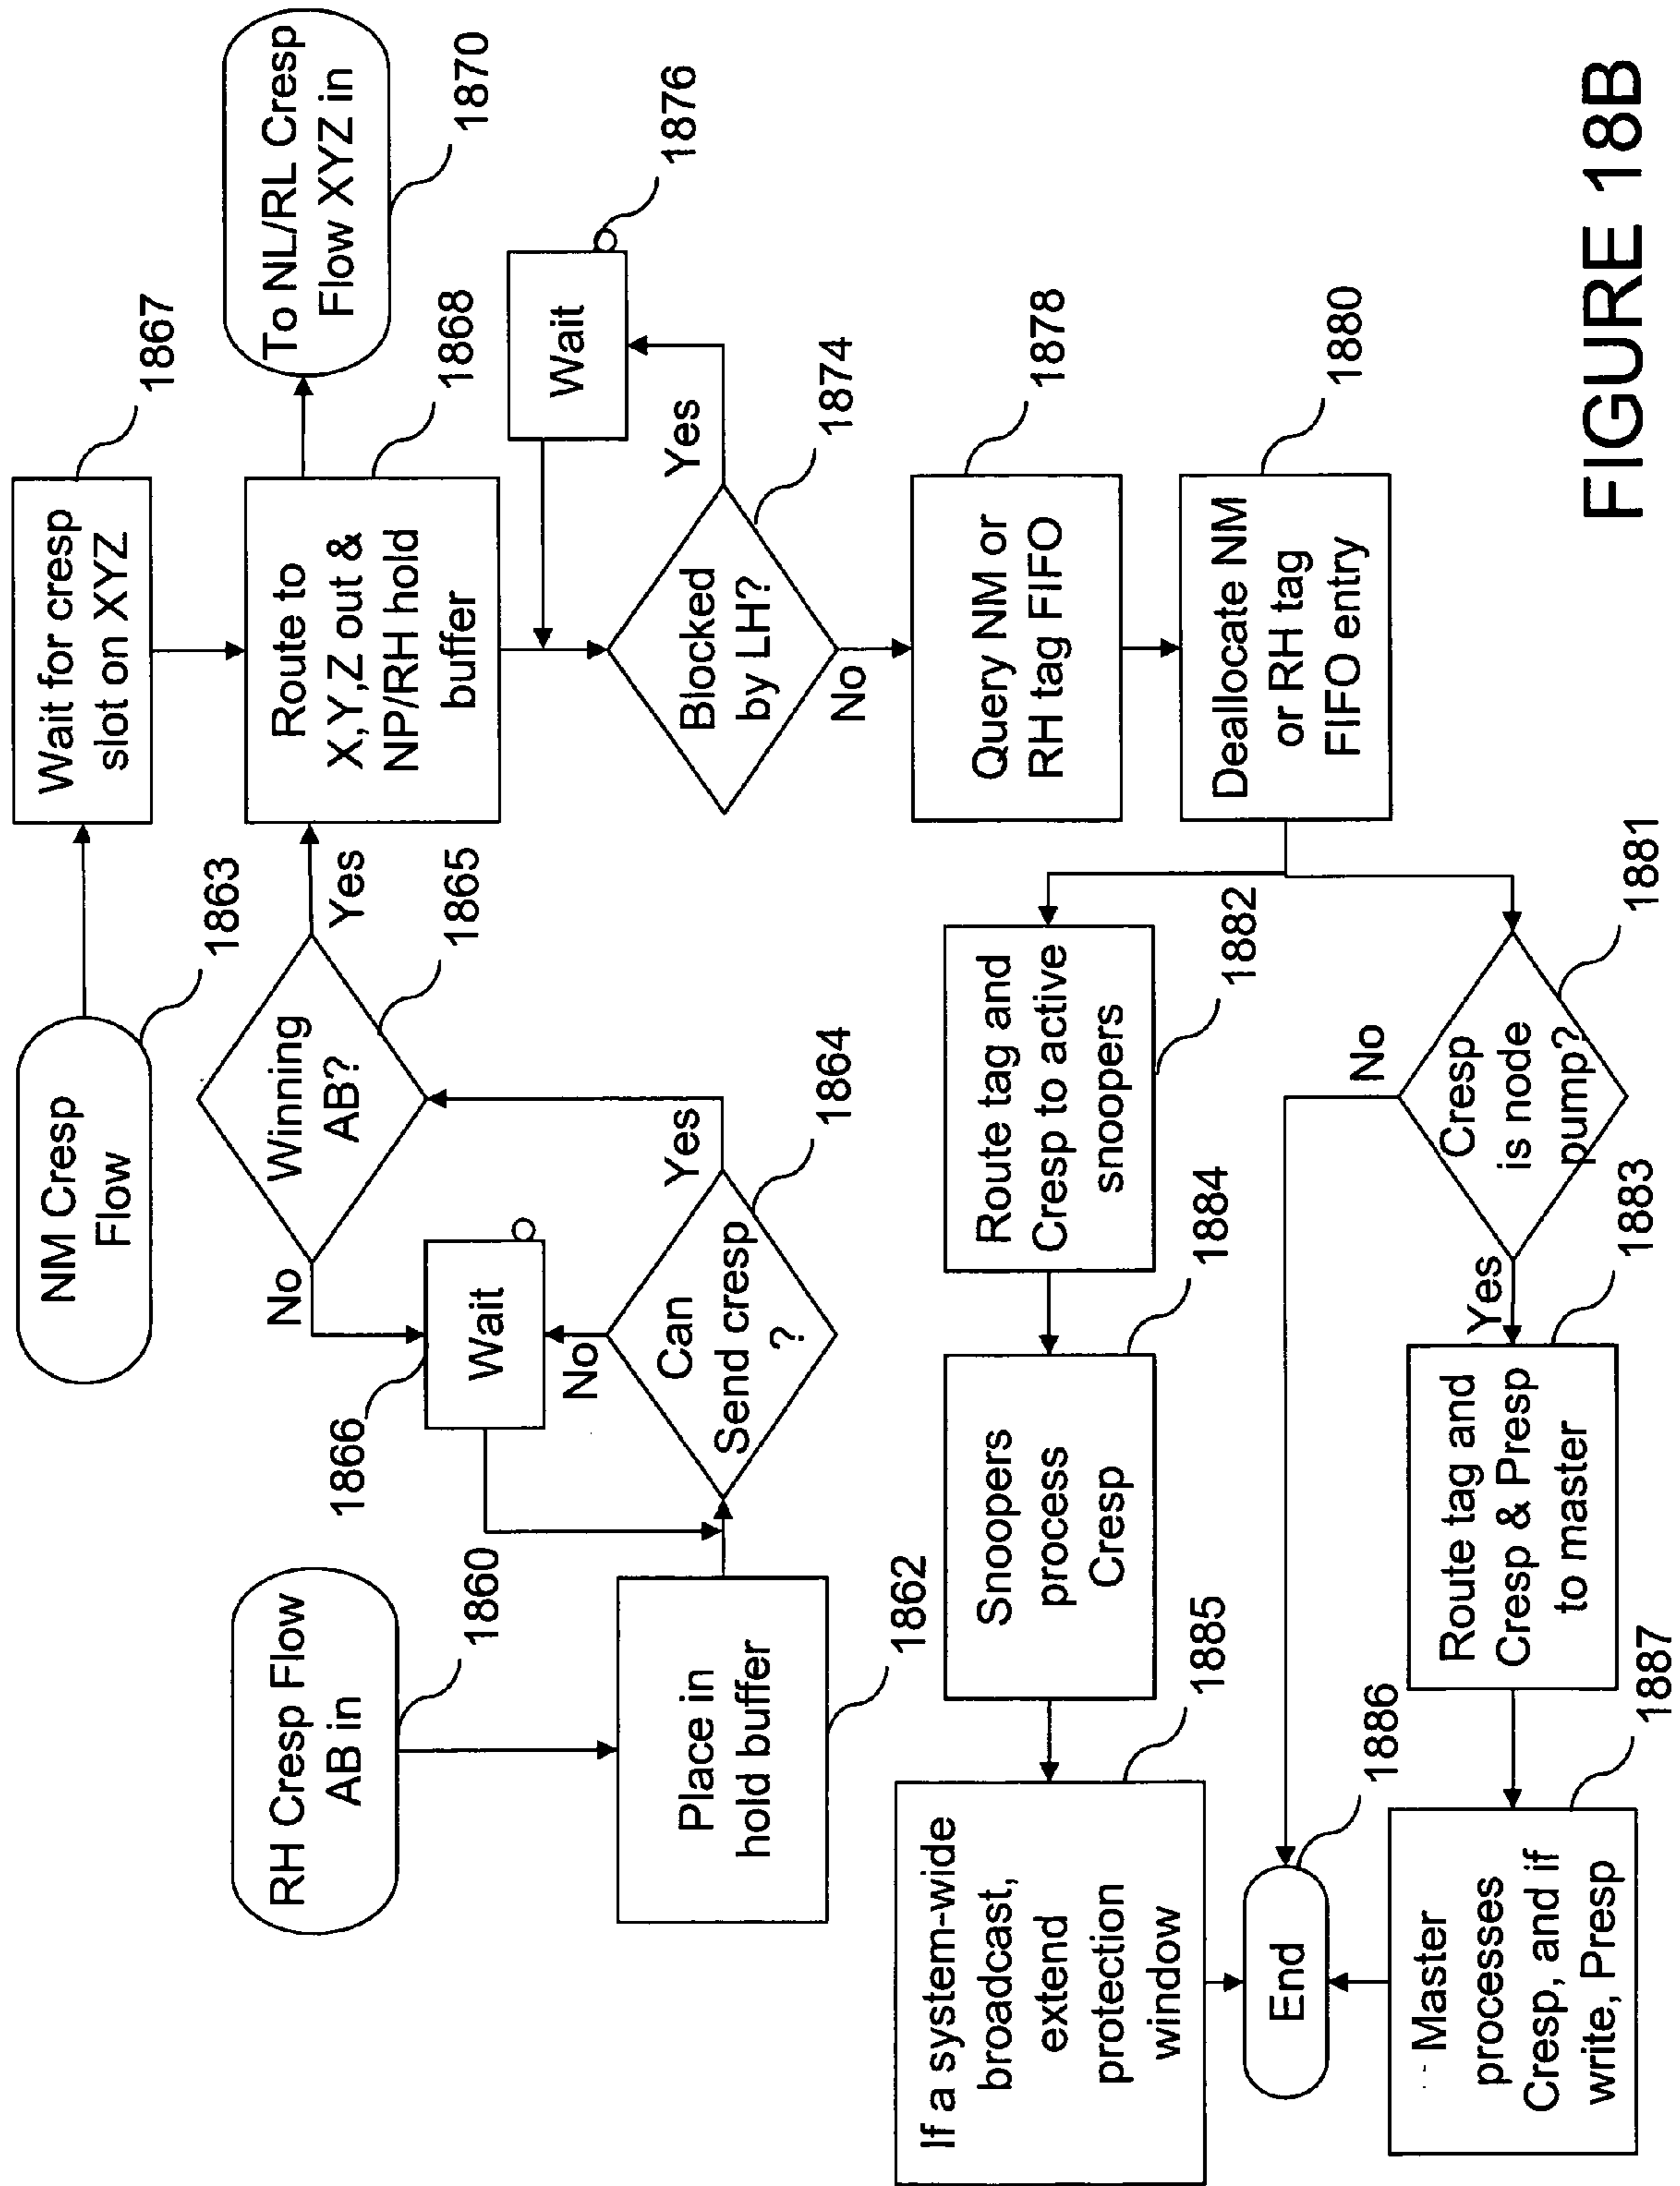 NM Cresp
Flow
1863
Wait for cresp
slot on XYZ
1867
RH Cresp Flow
AB in
1860
Place in
hold buffer
1862
Can
Send cresp
?
1864
No
Yes
Wait
1866
Winning
AB?
1865
No
Yes
Route to
X,Y,Z out &
NP/RH hold
buffer
1868
To NL/RL Cresp
Flow XYZ in
1870
Blocked
by LH?
1874
Yes
No
Wait
1876
Query NM or
RH tag FIFO
1878
Deallocate NM
or RH tag
FIFO entry
1880
Route tag and
Cresp to active
snoopers
1882
Snoopers
process
Cresp
1884
If a system-wide
broadcast,
extend
protection
window
1885
Cresp
is node
pump?
1881
No
Yes
Route tag and
Cresp & Presp
to master
1883
Master
processes
Cresp, and if
write, Presp
1887
End
1886
FIGURE 18B